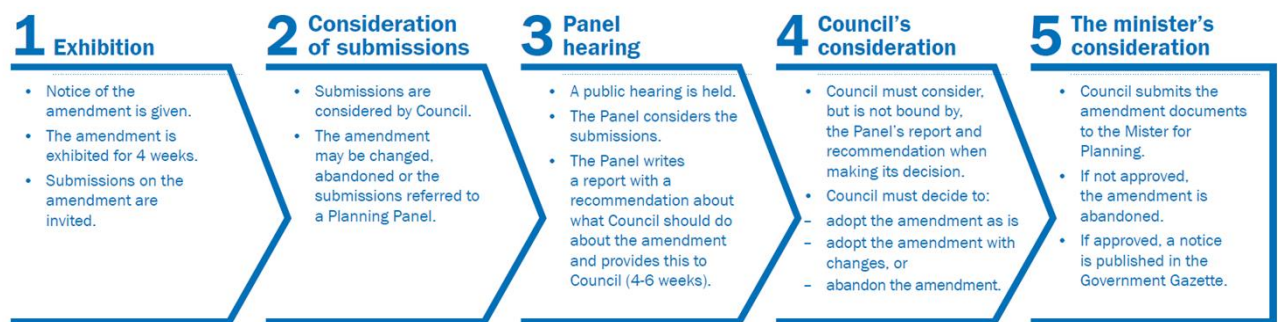 1 Exhibition
• Notice of the
amendment is given.
• The amendment is
exhibited for 4 weeks.
• Submissions on the
amendment are
invited.
2 Consideration
of submissions
• Submissions are
considered by Council.
• The amendment
may be changed,
abandoned or the
submissions referred to
a Planning Panel.
3 Panel
hearing
• A public hearing is held.
• The Panel considers the
submissions.
• The Panel writes
a report with a
recommendation about
what Council should do
about the amendment
and provides this to
Council (4-6 weeks).
4 Council's
consideration
• Council must consider,
but is not bound by,
the Panel's report and
recommendation when
making its decision.
• Council must decide to:
– adopt the amendment as is
– adopt the amendment with
changes, or
– abandon the amendment.
5 The minister's
consideration
• Council submits the
amendment documents
to the Mister for
Planning.
• If not approved,
the amendment is
abandoned.
• If approved, a notice
is published in the
Government Gazette.